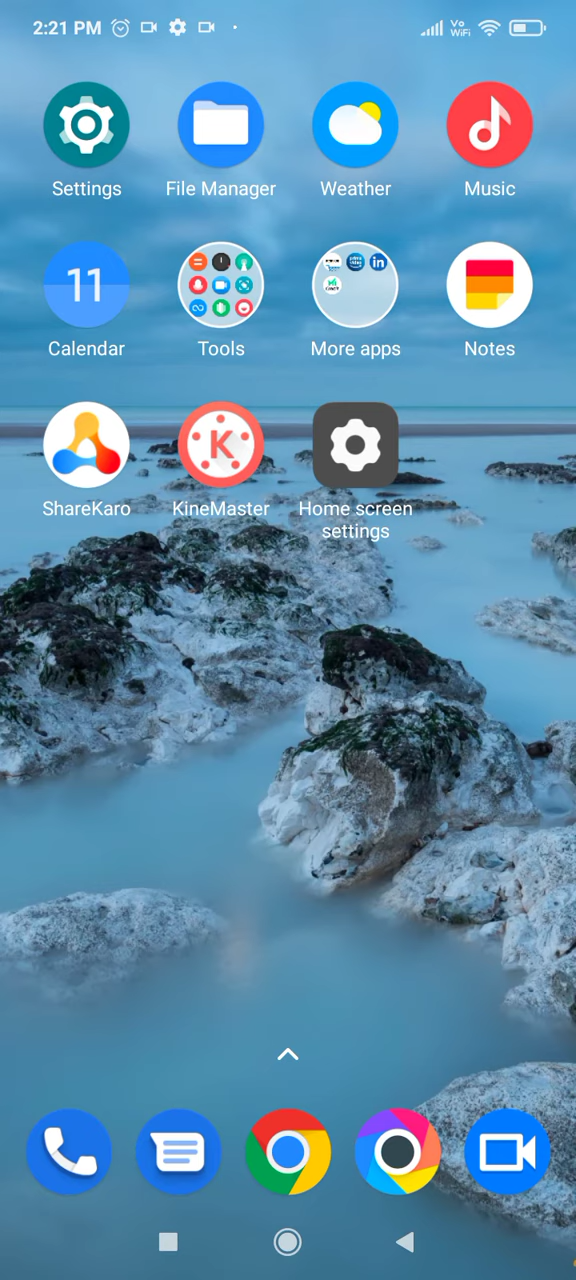 2:21 PM
Vo
WiFi
Settings
File Manager
Weather
Music
11
Calendar
Tools
More apps
Notes
K
ShareKaro
KineMaster
Home screen
settings